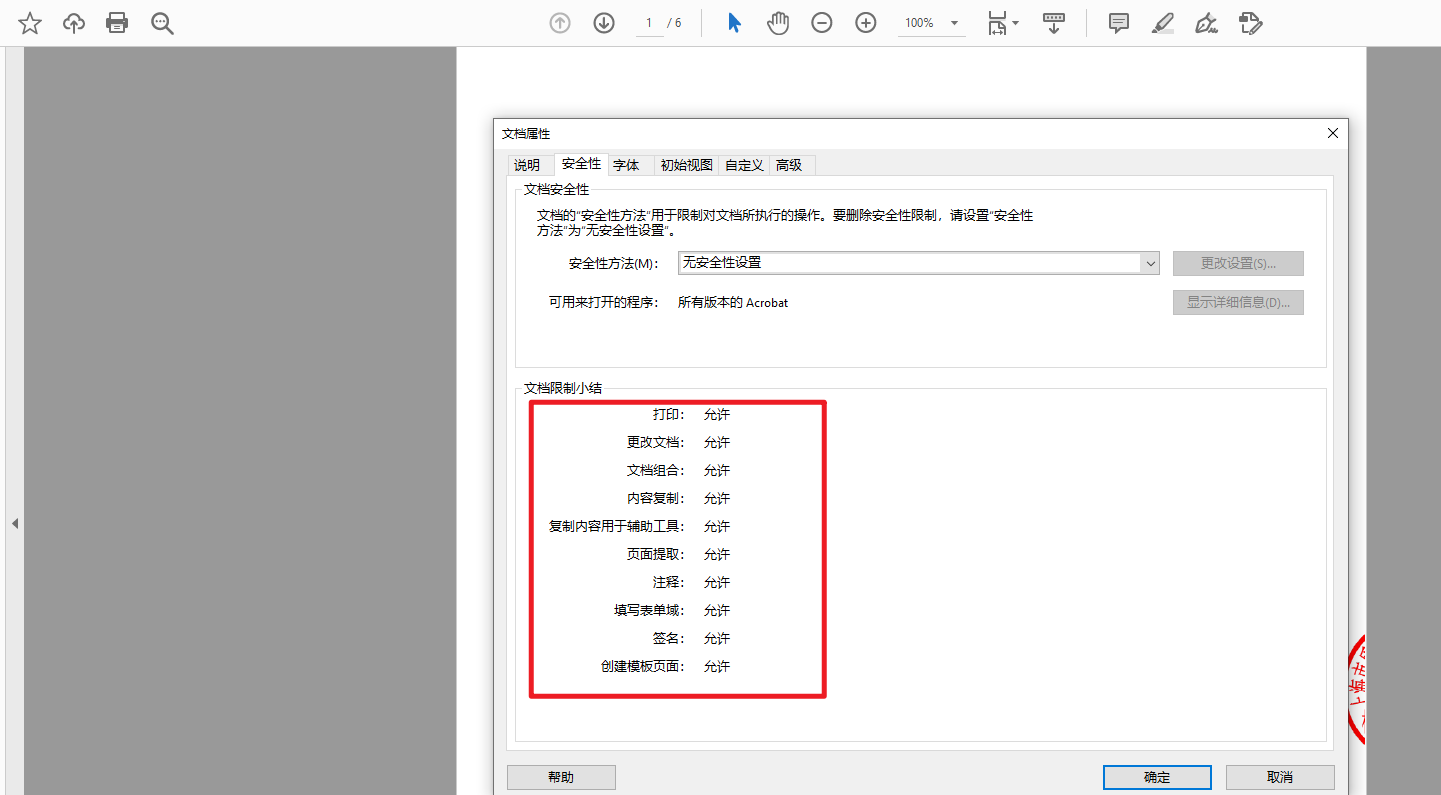 1 / 6
100%
文档属性
说明 安全性 字体 初始视图 自定义 高级
文档安全性
文档的"安全性方法"用于限制对文档所执行的操作。要删除安全性限制，请设置"安全性
方法"为"无安全性设置"。
安全性方法(M)： 无安全性设置 更改设置(S)...
可用来打开的程序： 所有版本的 Acrobat 显示详细信息(D)...
文档限制小结
打印： 允许
更改文档： 允许
文档组合： 允许
内容复制： 允许
复制内容用于辅助工具： 允许
页面提取： 允许
注释： 允许
填写表单域： 允许
签名： 允许
创建模板页面： 允许
帮助 确定 取消